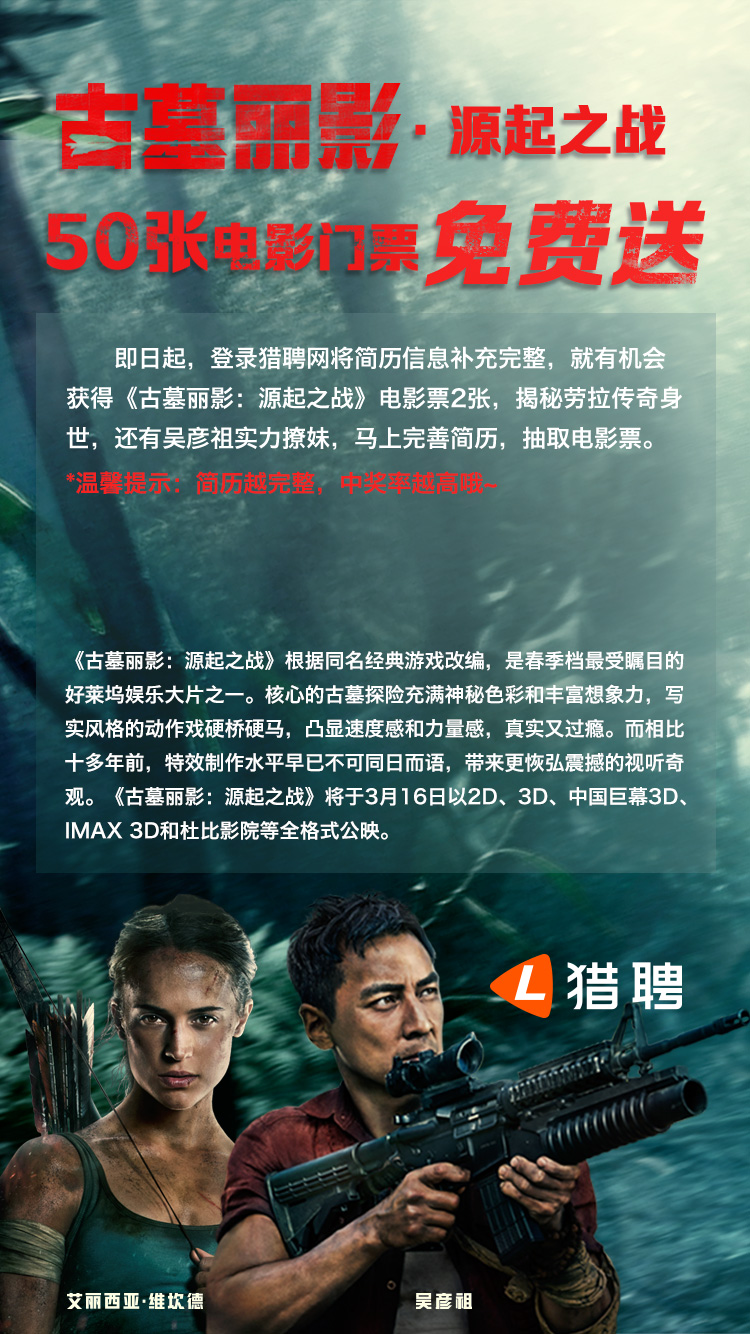 古墓丽影·源起之战
50张电影门票免费送
即日起，登录猎聘网将简历信息补充完整，就有机会
获得《古墓丽影：源起之战》电影票2张，揭秘劳拉传奇身
世，还有吴彦祖实力撩妹，马上完善简历，抽取电影票。
*温馨提示：简历越完整，中奖率越高哦~
《古墓丽影：源起之战》根据同名经典游戏改编，是春季档最受瞩目的
好莱坞娱乐大片之一。核心的古墓探险充满神秘色彩和丰富想象力，写
实风格的动作戏硬桥硬马，凸显速度感和力量感，真实又过瘾。而相比
十多年前，特效制作水平早已不可同日而语，带来更恢弘震撼的视听奇
观。《古墓丽影：源起之战》将于3月16日以2D、3D、中国巨幕3D、
IMAX 3D和杜比影院等全格式公映。
L 猎聘
艾丽西亚·维坎德
吴彦祖